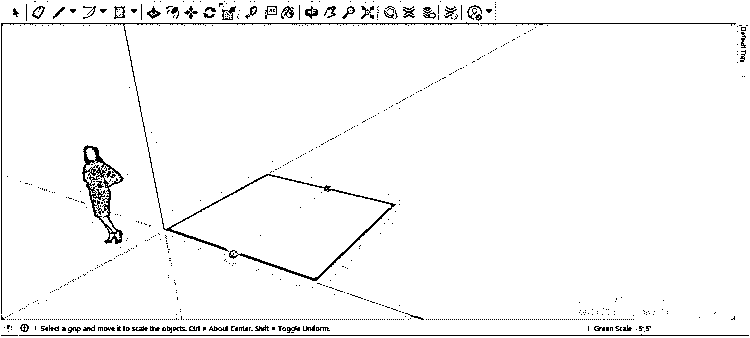 Default Tray
Select a grip and move it to scale the objects. Ctrl = About Center. Shift = Toggle Uniform.
Green Scale -5',5"